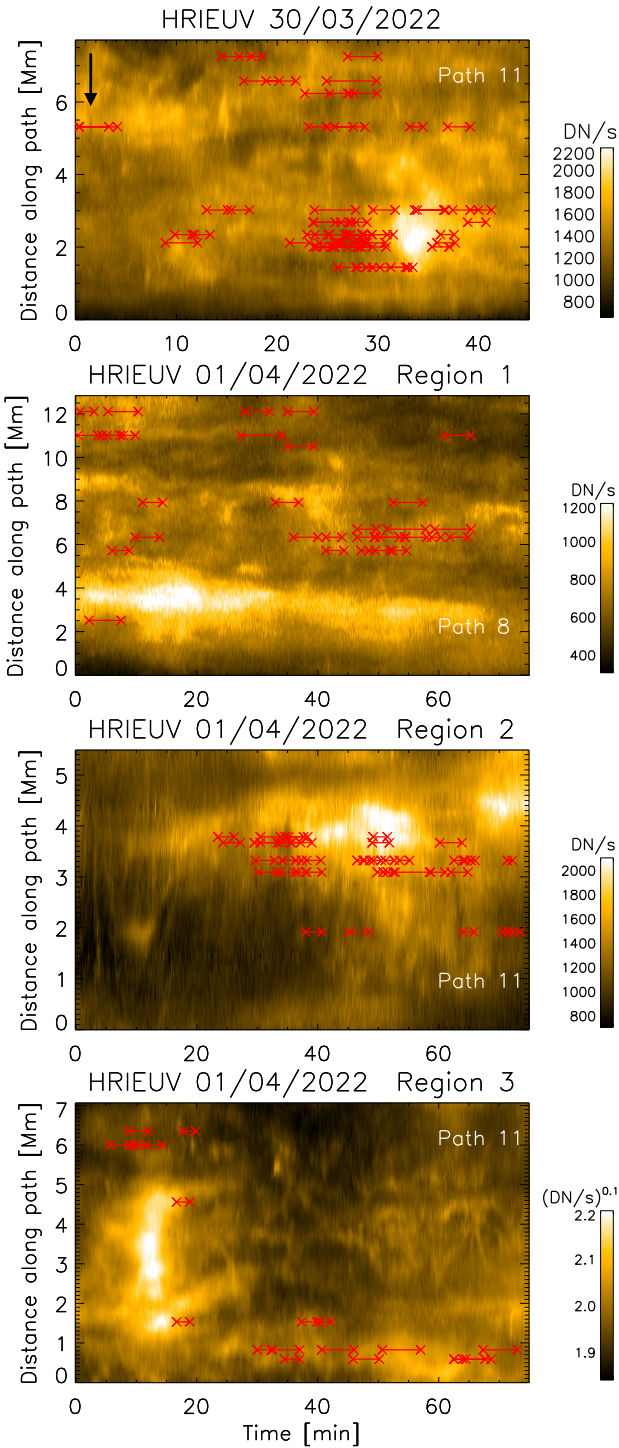 HRIEUV 30/03/2022
Path 11
Distance along path [Mm]
6
4
2
0
0 10 20 30 40
DN/s
2200
2000
1800
1600
1400
1200
1000
800
HRIEUV 01/04/2022 Region 1
Distance along path [Mm]
12
10
8
6
4
2
0
Path 8
0 20 40 60
DN/s
1200
1000
800
600
400
HRIEUV 01/04/2022 Region 2
Distance along path [Mm]
5
4
3
2
1
0
Path 11
0 20 40 60
DN/s
2000
1800
1600
1400
1200
1000
800
HRIEUV 01/04/2022 Region 3
Path 11
Distance along path [Mm]
7
6
5
4
3
2
1
0
0 20 40 60
Time [min]
(DN/s)^0.1
2.2
2.1
2.0
1.9